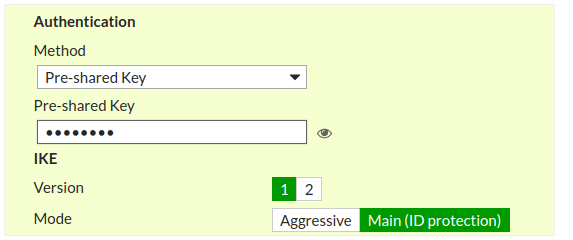 Authentication
Method
Pre-shared Key
Pre-shared Key
••••••••
IKE
Version 1 2
Mode Aggressive Main (ID protection)